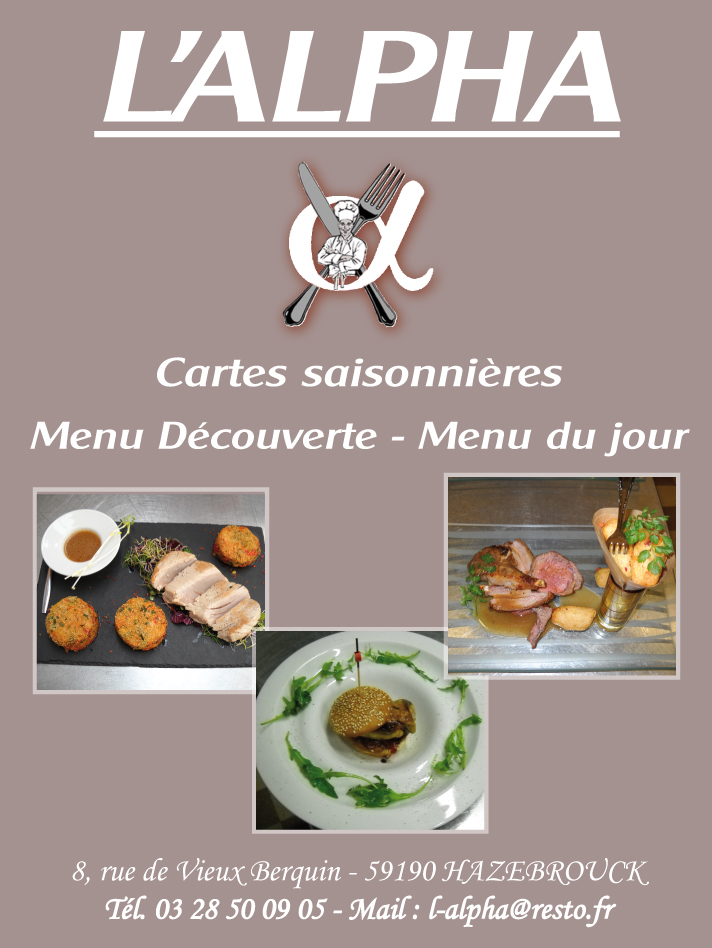 L'ALPHA
α
Cartes saisonnières
Menu Découverte - Menu du jour
8, rue de Vieux Berquin - 59190 HAZEBROUCK
Tél. 03 28 50 09 05 - Mail : l-alpha@resto.fr